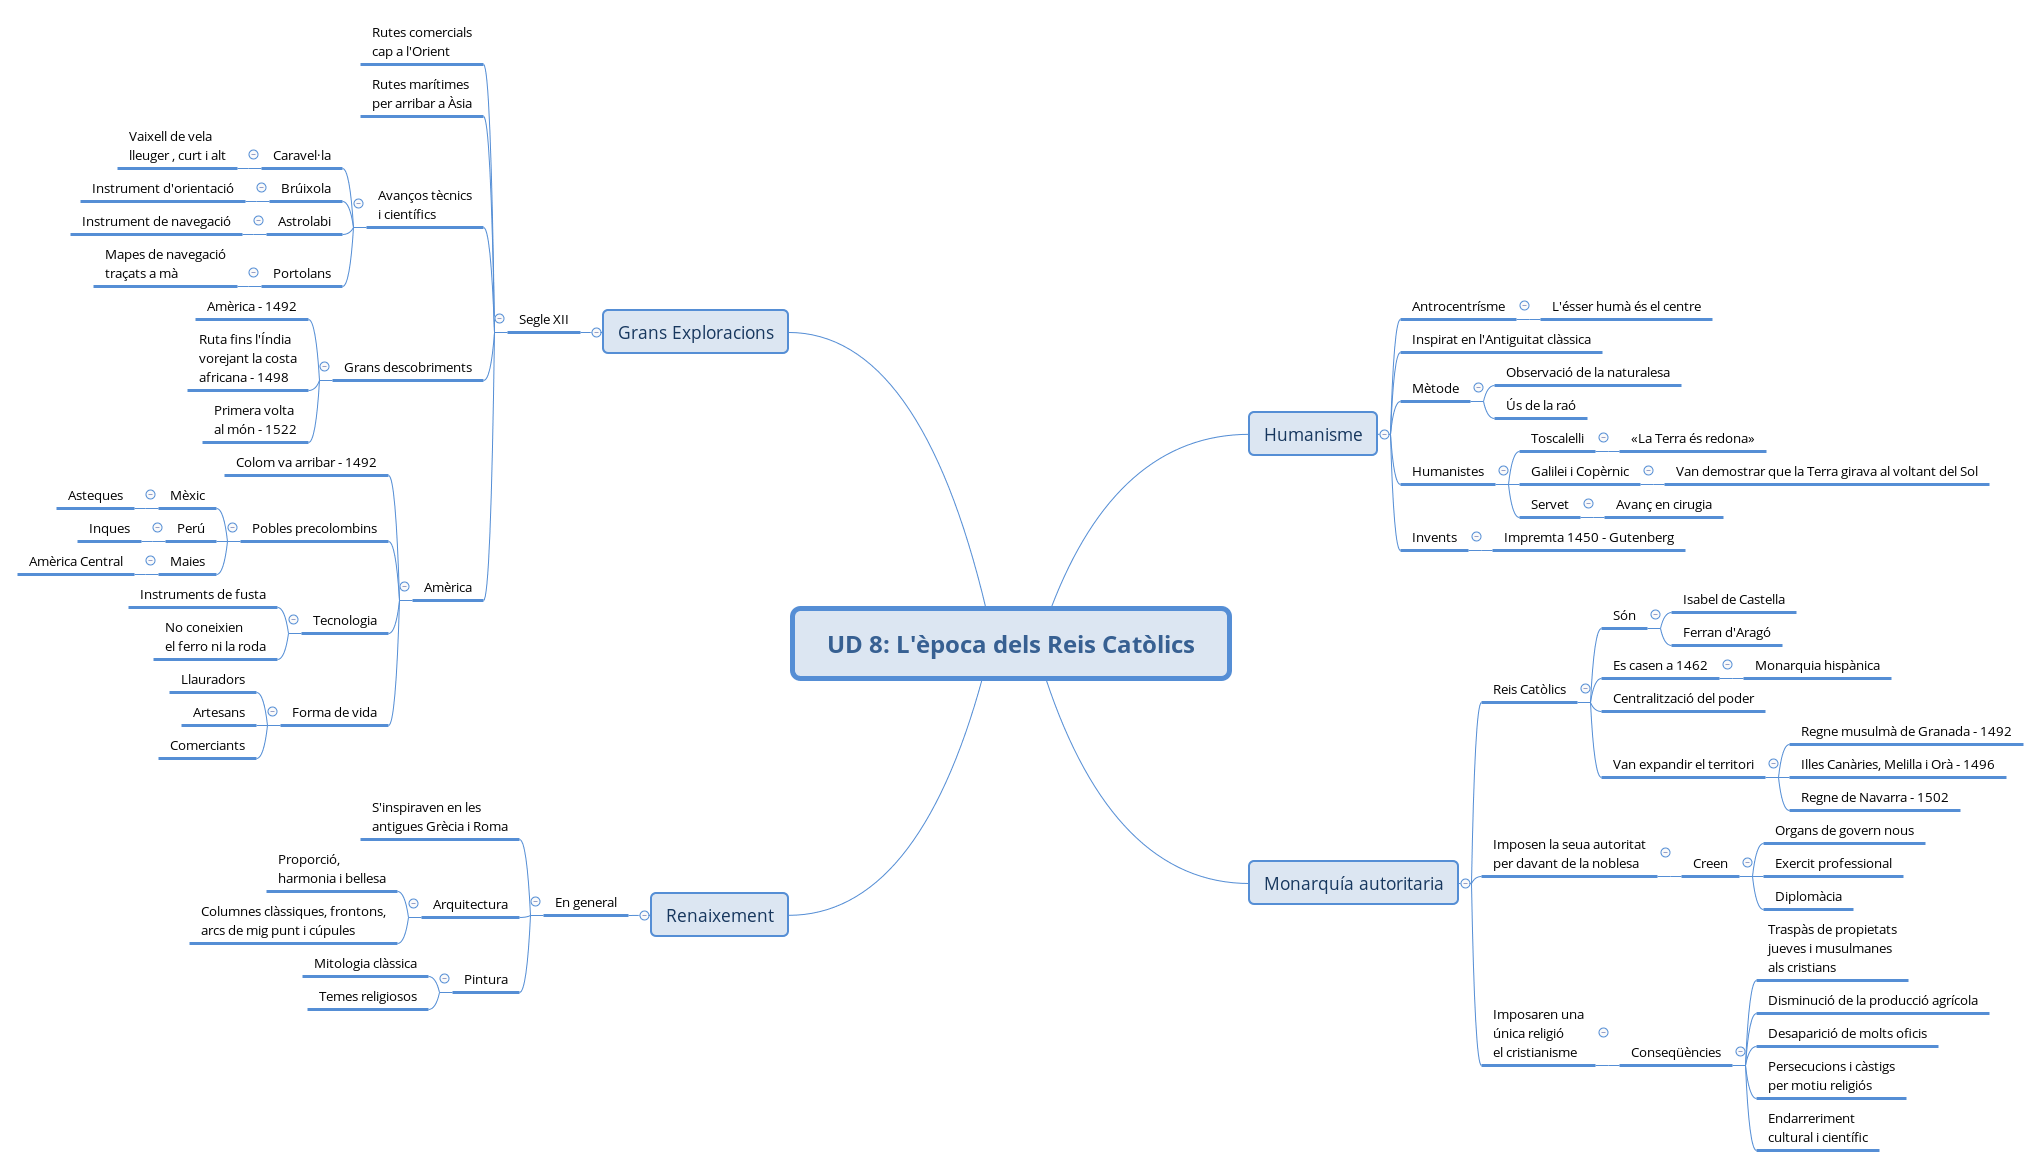 UD 8: L'època dels Reis Catòlics
Grans Exploracions
Segle XII
Rutes comercials
cap a l'Orient
Rutes marítimes
per arribar a Àsia
Avanços tècnics
i científics
Caravel·la
Vaixell de vela
lleuger , curt i alt
Brúixola
Instrument d'orientació
Astrolabi
Instrument de navegació
Portolans
Mapes de navegació
traçats a mà
Grans descobriments
Amèrica - 1492
Ruta fins l'Índia
vorejant la costa
africana - 1498
Primera volta
al món - 1522
Amèrica
Colom va arribar - 1492
Pobles precolombins
Mèxic
Asteques
Perú
Inques
Maies
Amèrica Central
Tecnologia
Instruments de fusta
No coneixien
el ferro ni la roda
Forma de vida
Llauradors
Artesans
Comerciants
Renaixement
En general
S'inspiraven en les
antigues Grècia i Roma
Arquitectura
Proporció,
harmonia i bellesa
Columnes clàssiques, frontons,
arcs de mig punt i cúpules
Pintura
Mitologia clàssica
Temes religiosos
Humanisme
Antrocentrísme
L'ésser humà és el centre
Inspirat en l'Antiguitat clàssica
Mètode
Observació de la naturalesa
Ús de la raó
Humanistes
Toscalelli
«La Terra és redona»
Galilei i Copèrnic
Van demostrar que la Terra girava al voltant del Sol
Servet
Avanç en cirugia
Invents
Impremta 1450 - Gutenberg
Monarquía autoritaria
Reis Catòlics
Són
Isabel de Castella
Ferran d'Aragó
Es casen a 1462
Monarquia hispànica
Centralització del poder
Van expandir el territori
Regne musulmà de Granada - 1492
Illes Canàries, Melilla i Orà - 1496
Regne de Navarra - 1502
Imposen la seua autoritat
per davant de la noblesa
Creen
Organs de govern nous
Exercit professional
Diplomàcia
Imposaren una
única religió
el cristianisme
Conseqüències
Traspàs de propietats
jueves i musulmanes
als cristians
Disminució de la producció agrícola
Desaparició de molts oficis
Persecucions i càstigs
per motiu religiós
Endarreriment
cultural i científic